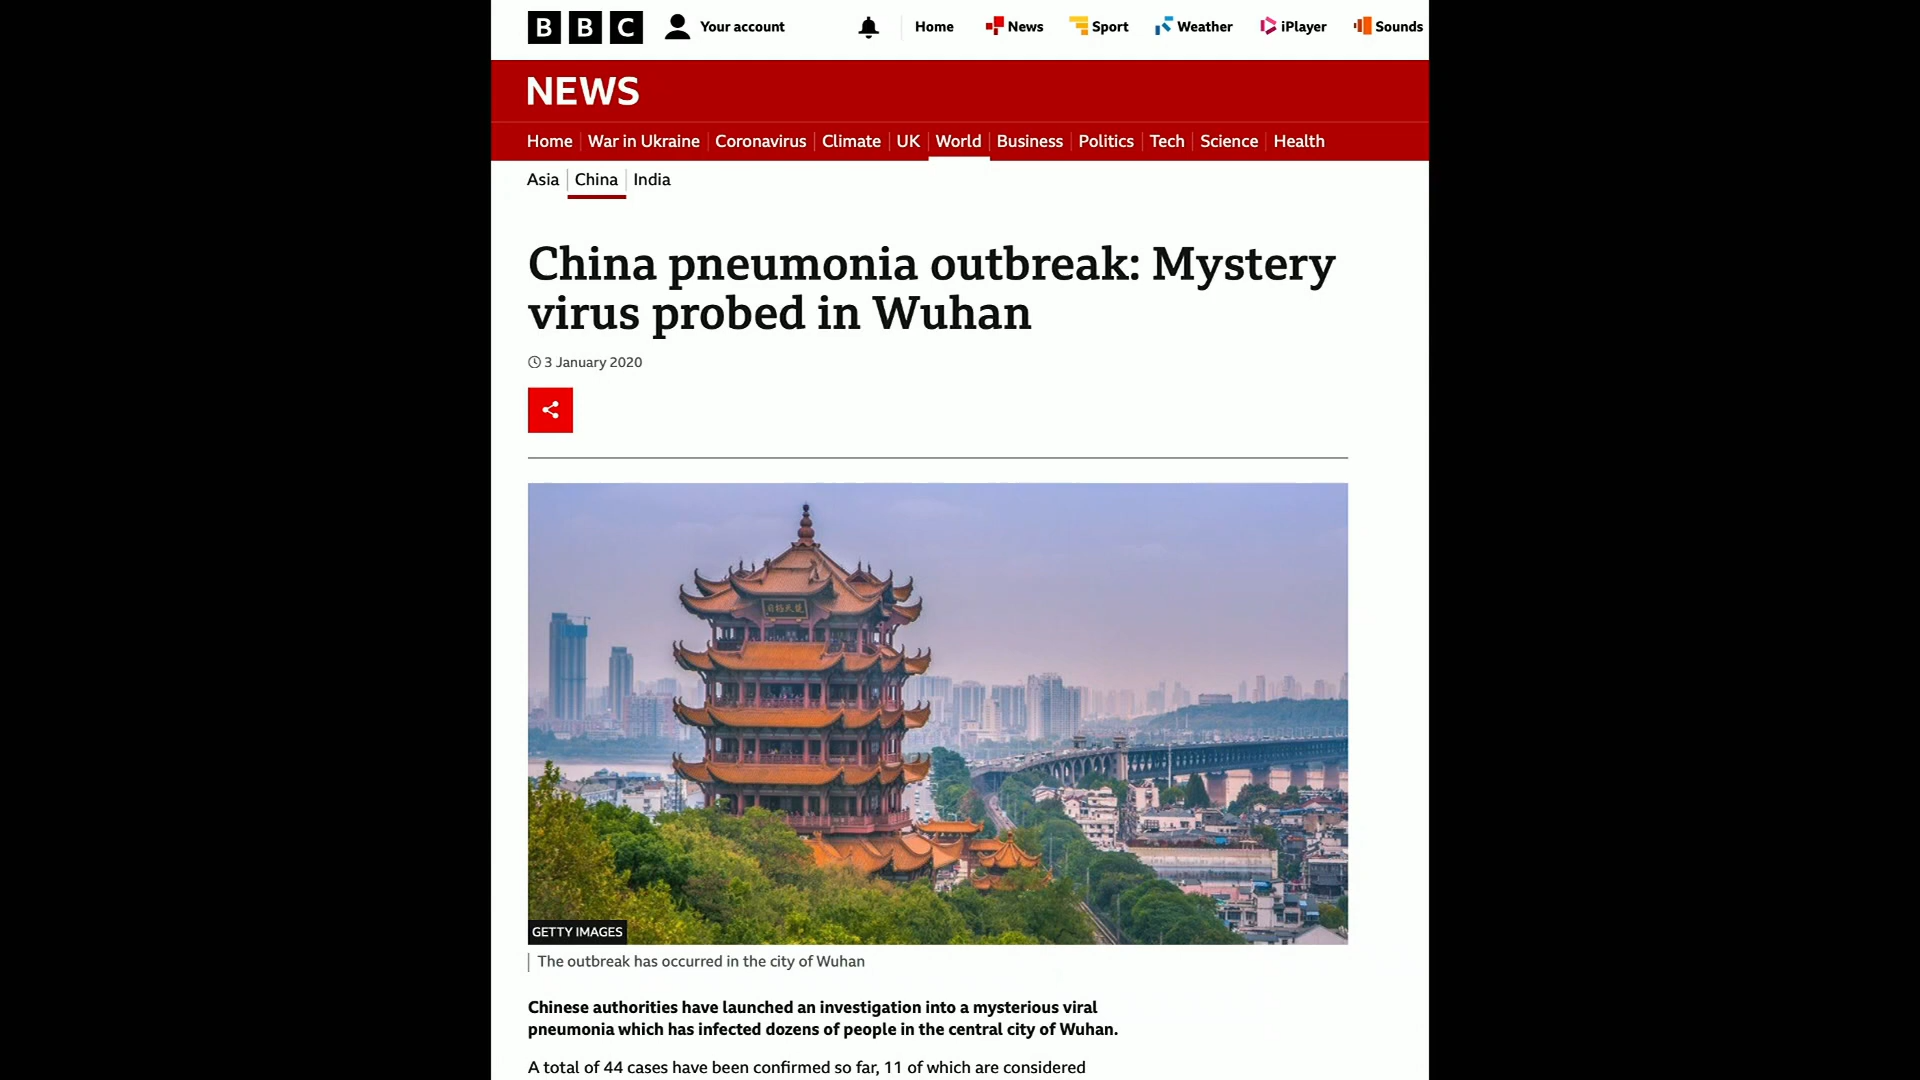 BBC Your account Home News Sport Weather iPlayer Sounds
NEWS
Home War in Ukraine Coronavirus Climate UK World Business Politics Tech Science Health
Asia China India
China pneumonia outbreak: Mystery
virus probed in Wuhan
3 January 2020
GETTY IMAGES
The outbreak has occurred in the city of Wuhan
Chinese authorities have launched an investigation into a mysterious viral
pneumonia which has infected dozens of people in the central city of Wuhan.
A total of 44 cases have been confirmed so far, 11 of which are considered